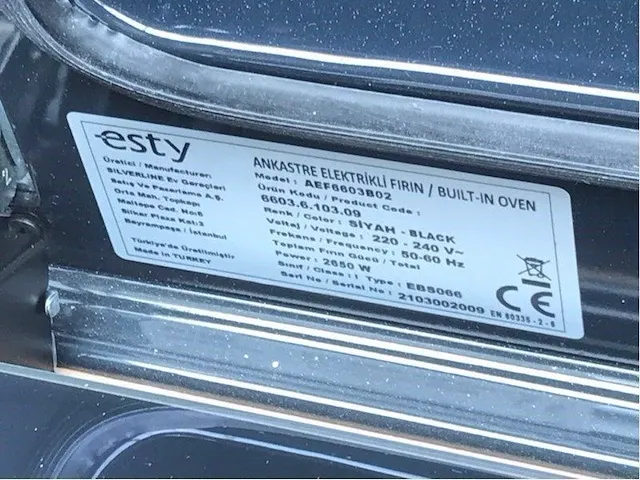 esty
Üretici / Manufacturer:
SILVERLINE Ev Gereçleri
Satış Ve Pazarlama A.Ş.
Orta Mah. Topkapı
Maltepe Cad. No:6
Silkar Plaza Kat:3
Bayrampaşa / İstanbul
Türkiye'de Üretilmiştir
Made in TURKEY
ANKASTRE ELEKTRİKLİ FIRIN / BUILT-IN OVEN
Model : AEF6603B02
Ürün Kodu / Product Code :
6603.6.103.09
Renk / Color : SİYAH - BLACK
Voltaj / Voltage : 220 - 240 V~
Frekans / Frequency : 50-60 Hz
Toplam Fırın Gücü / Total
Power : 2650 W
Sınıf / Class : 1 Type : EBS066
Seri No / Serial No : 2103002009
CE
EN 60335 - 2 - 6